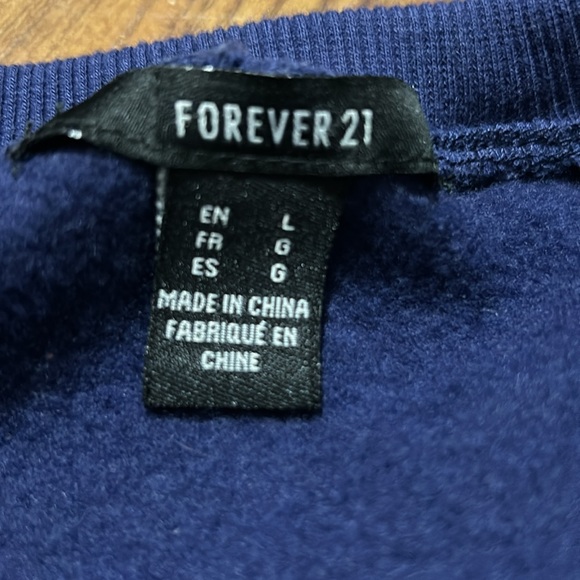 FOREVER 21
EN L
FR G
ES G
MADE IN CHINA
FABRIQUÉ EN
CHINE